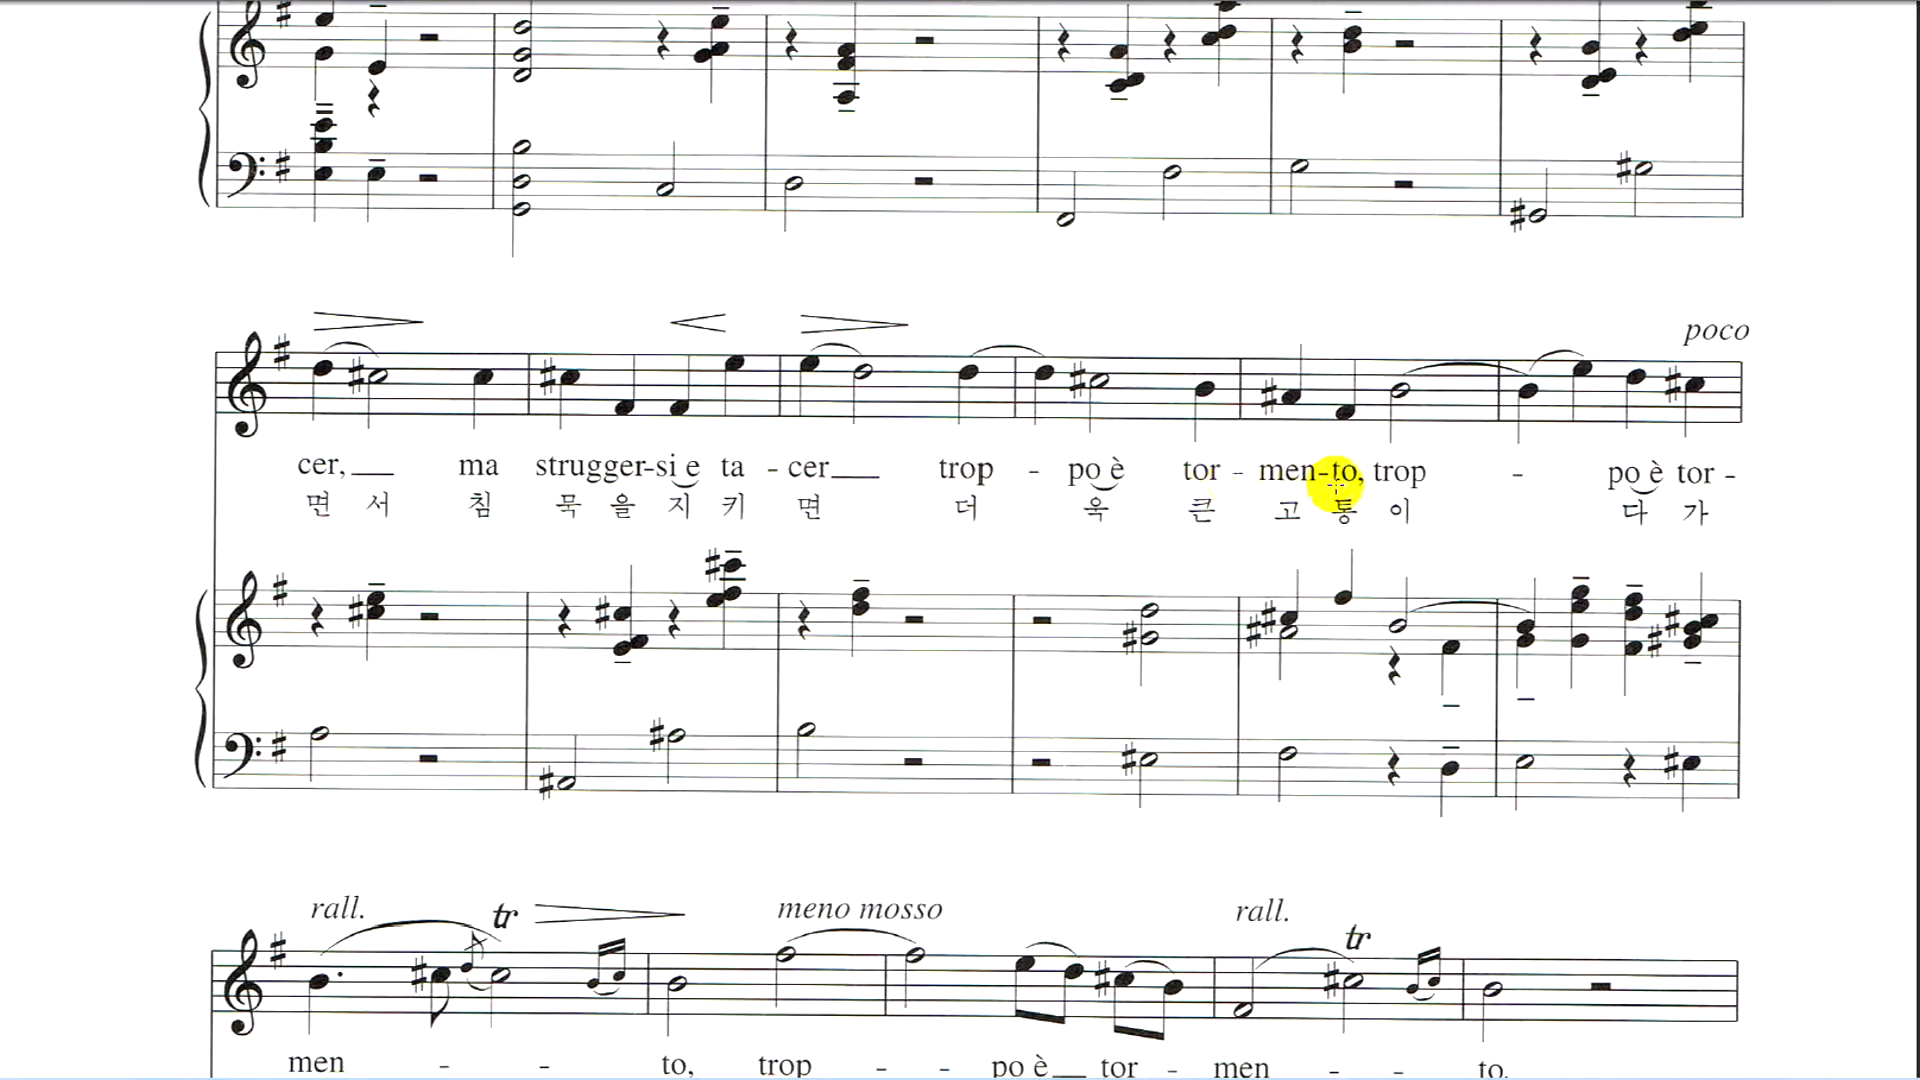 poco
cer, ma strugger-si e ta - cer trop - po è tor - men-to, trop - po è tor -
면 서 침 묵 을 지 키 면 더 욱 큰 고 통 이 다 가
rall. tr meno mosso rall. tr
men - - to, trop - - po è tor - men - - to.